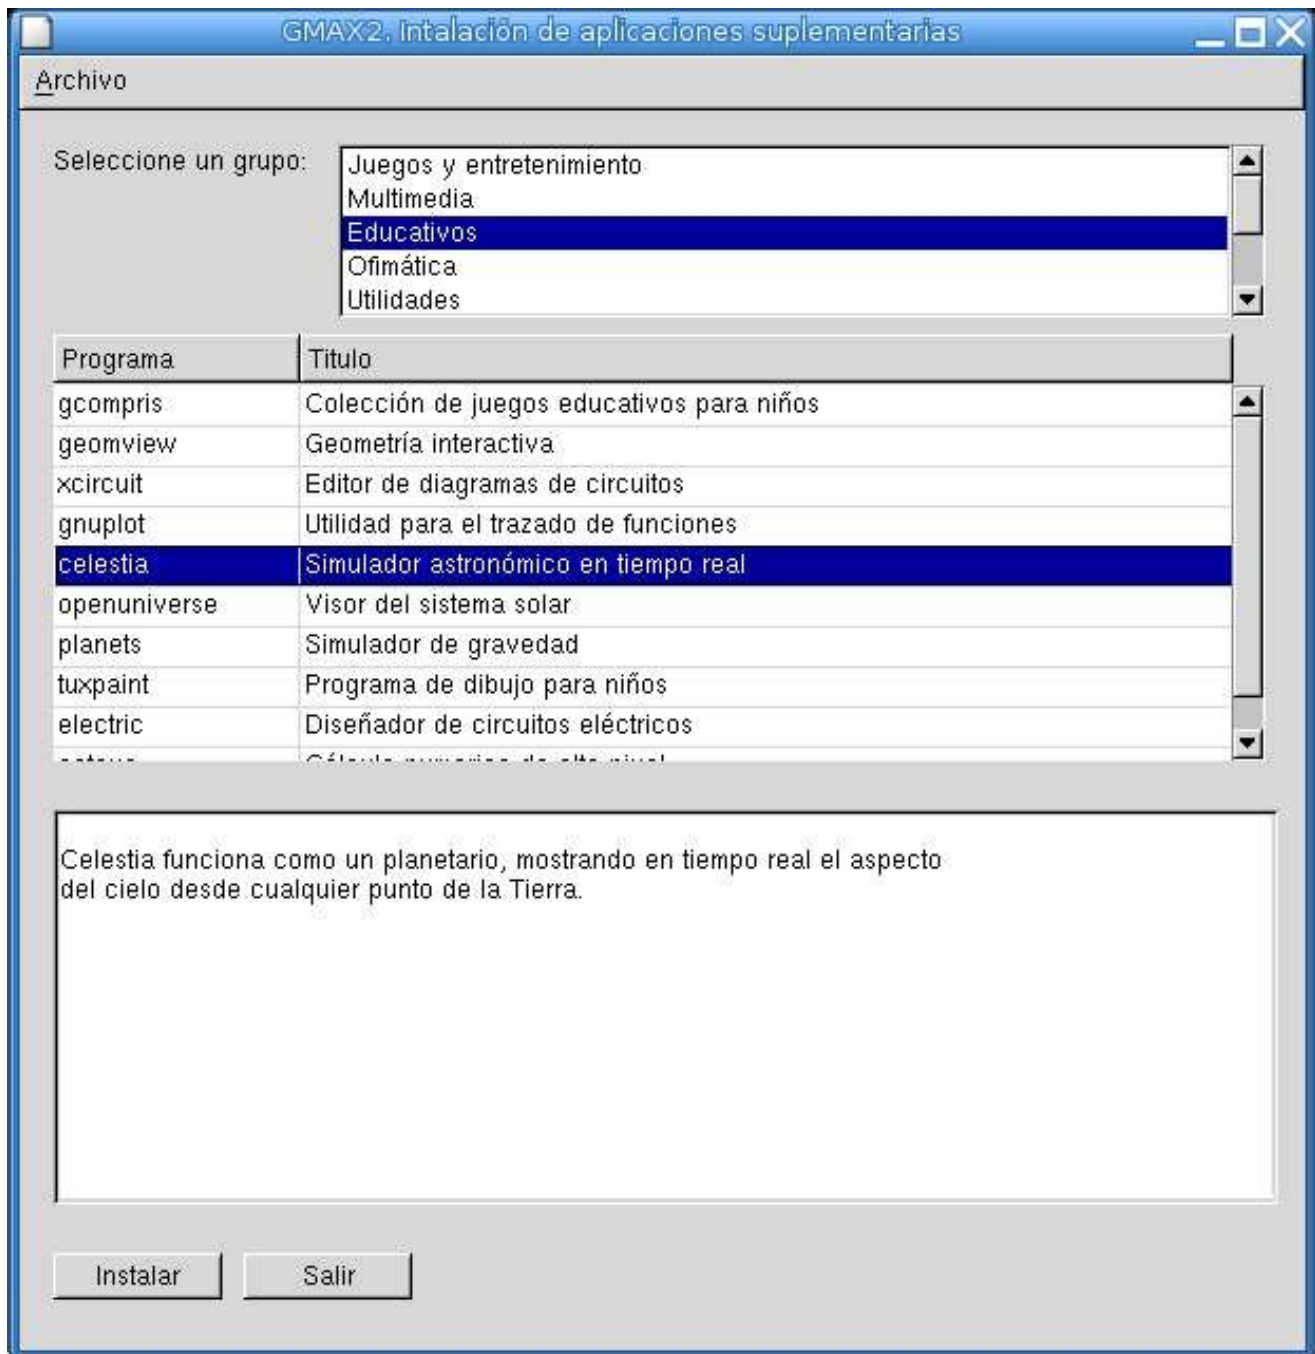 GMAX2. Intalación de aplicaciones suplementarias
Archivo
Seleccione un grupo:
Juegos y entretenimiento
Multimedia
Educativos
Ofimática
Utilidades
Programa Titulo
gcompris Colección de juegos educativos para niños
geomview Geometría interactiva
xcircuit Editor de diagramas de circuitos
gnuplot Utilidad para el trazado de funciones
celestia Simulador astronómico en tiempo real
openuniverse Visor del sistema solar
planets Simulador de gravedad
tuxpaint Programa de dibujo para niños
electric Diseñador de circuitos eléctricos
Celestia funciona como un planetario, mostrando en tiempo real el aspecto
del cielo desde cualquier punto de la Tierra.
Instalar Salir